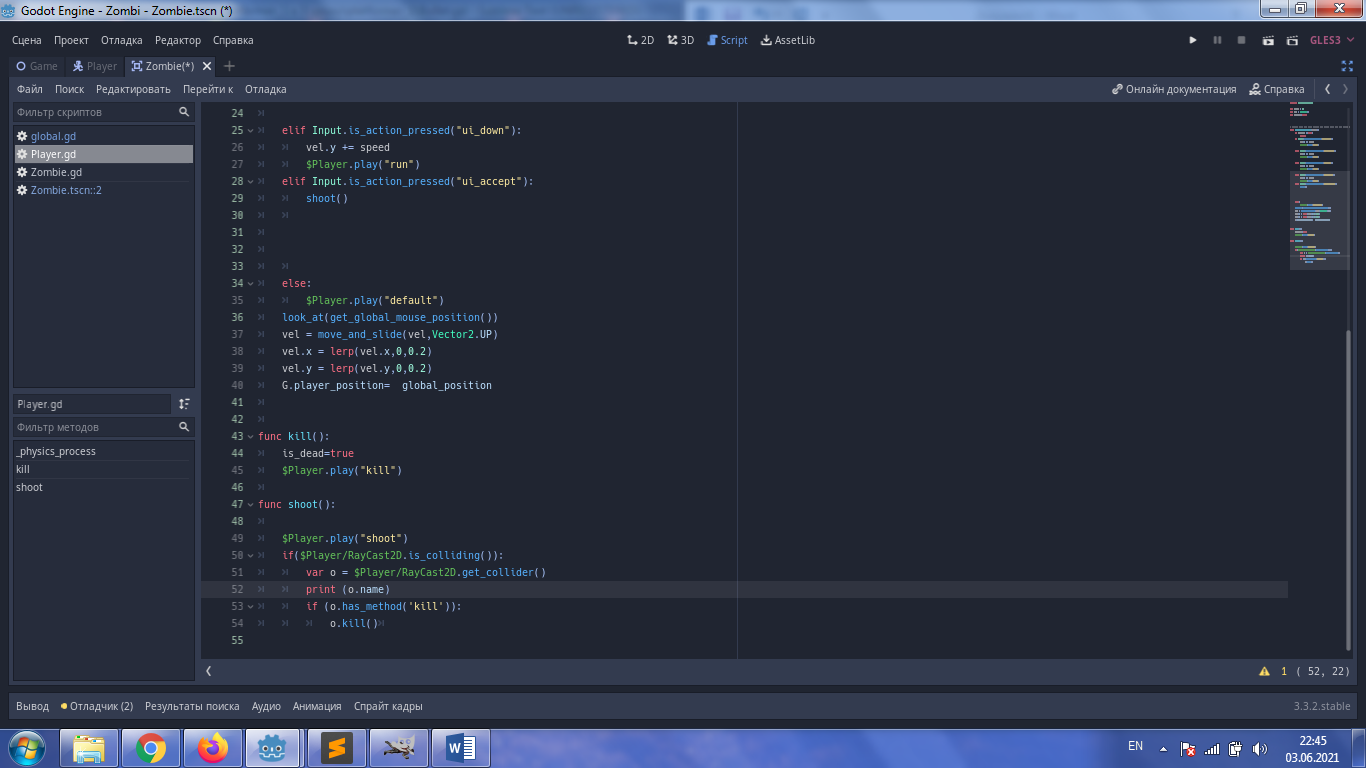 Godot Engine - Zombi - Zombie.tscn (*)
Сцена Проект Отладка Редактор Справка 2D 3D Script AssetLib GLES3
Game Player Zombie(*)
Файл Поиск Редактировать Перейти к Отладка Онлайн документация Справка
Фильтр скриптов
global.gd
Player.gd
Zombie.gd
Zombie.tscn::2
Player.gd
Фильтр методов
_physics_process
kill
shoot
24
25 elif Input.is_action_pressed("ui_down"):
26 vel.y += speed
27 $Player.play("run")
28 elif Input.is_action_pressed("ui_accept"):
29 shoot()
30
31
32
33
34 else:
35 $Player.play("default")
36 look_at(get_global_mouse_position())
37 vel = move_and_slide(vel,Vector2.UP)
38 vel.x = lerp(vel.x,0,0.2)
39 vel.y = lerp(vel.y,0,0.2)
40 G.player_position=  global_position
41
42
43 func kill():
44 is_dead=true
45 $Player.play("kill")
46
47 func shoot():
48
49 $Player.play("shoot")
50 if($Player/RayCast2D.is_colliding()):
51 var o = $Player/RayCast2D.get_collider()
52 print (o.name)
53 if (o.has_method('kill')):
54 o.kill()
55
1 ( 52, 22)
Вывод Отладчик (2) Результаты поиска Аудио Анимация Спрайт кадры 3.3.2.stable
EN 22:45
03.06.2021